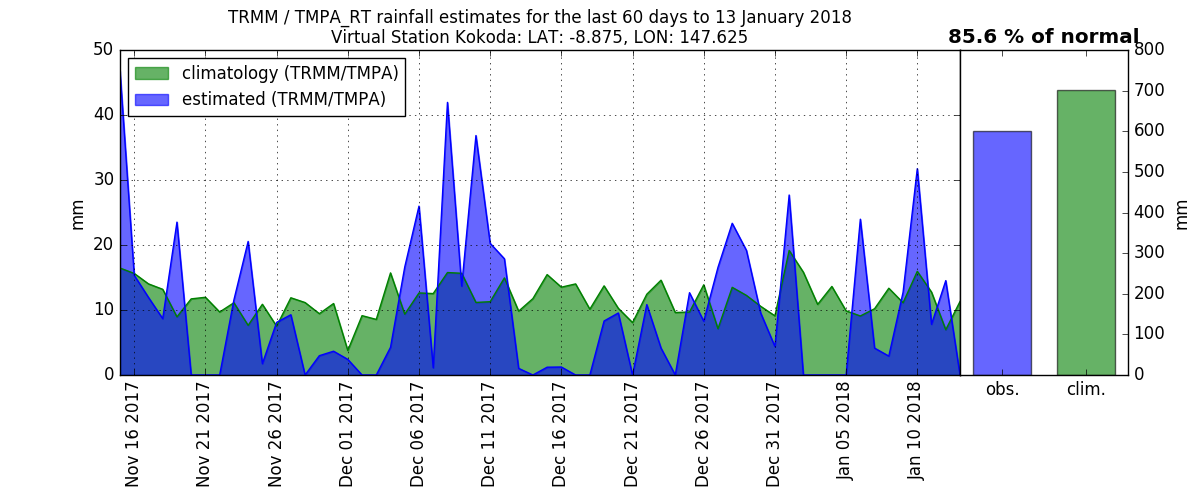 TRMM / TMPA_RT rainfall estimates for the last 60 days to 13 January 2018
Virtual Station Kokoda: LAT: -8.875, LON: 147.625
85.6 % of normal
climatology (TRMM/TMPA)
estimated (TRMM/TMPA)
mm
50
40
30
20
10
0
Nov 16 2017
Nov 21 2017
Nov 26 2017
Dec 01 2017
Dec 06 2017
Dec 11 2017
Dec 16 2017
Dec 21 2017
Dec 26 2017
Dec 31 2017
Jan 05 2018
Jan 10 2018
obs.
clim.
800
700
600
500
400
300
200
100
0
mm